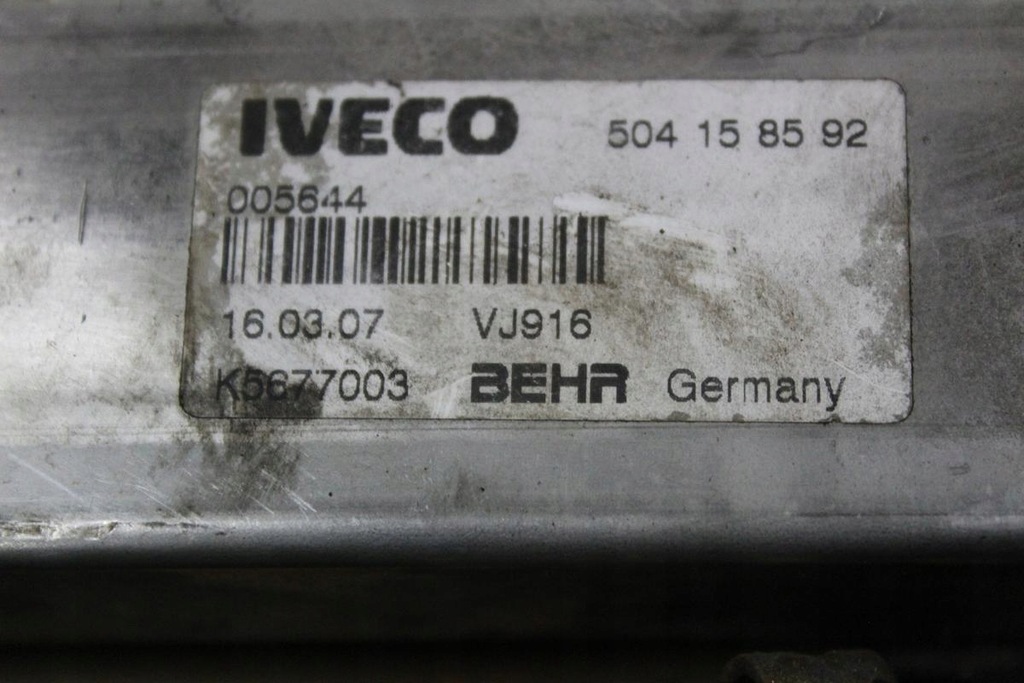 IVECO 504 15 85 92
005644
16.03.07 VJ916
K5677003 BEHR Germany